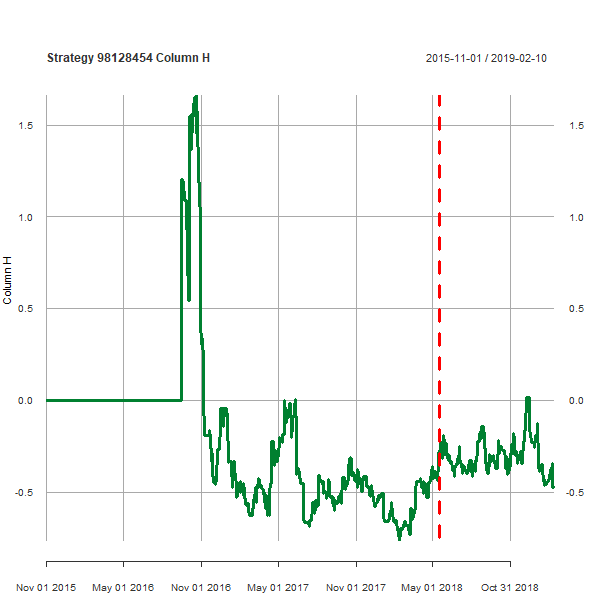 Strategy 98128454 Column H
2015-11-01 / 2019-02-10
1.5
1.5
1.0
1.0
Column H
0.5
0.5
0.0
0.0
-0.5
-0.5
Nov 01 2015
May 01 2016
Nov 01 2016
May 01 2017
Nov 01 2017
May 01 2018
Oct 31 2018